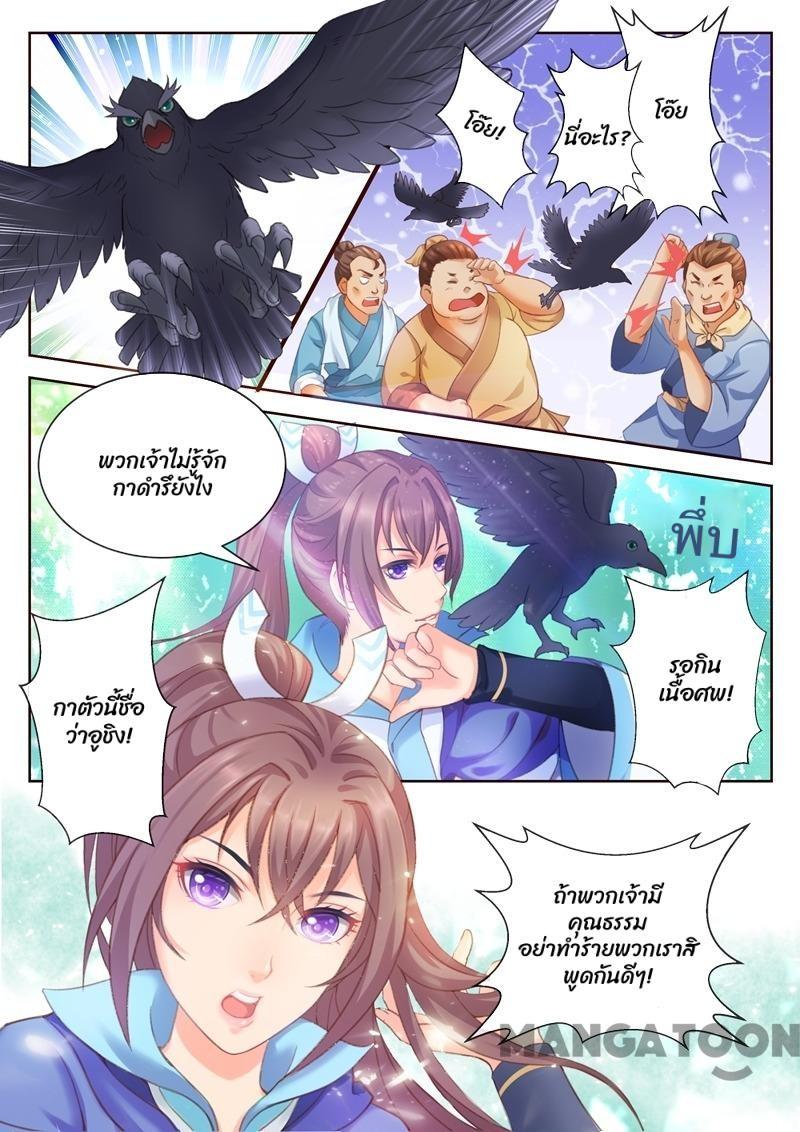 โอ๊ย!
นี่อะไร?
โอ๊ย
พวกเจ้าไม่รู้จัก
กาดำรึยังไง
พึ่บ
รอกิน
เนื้อศพ!
กาตัวนี้ชื่อ
ว่าอูชิง!
ถ้าพวกเจ้ามี
คุณธรรม
อย่าทำร้ายพวกเราสิ
พูดกันดีๆ!
MANGATOON